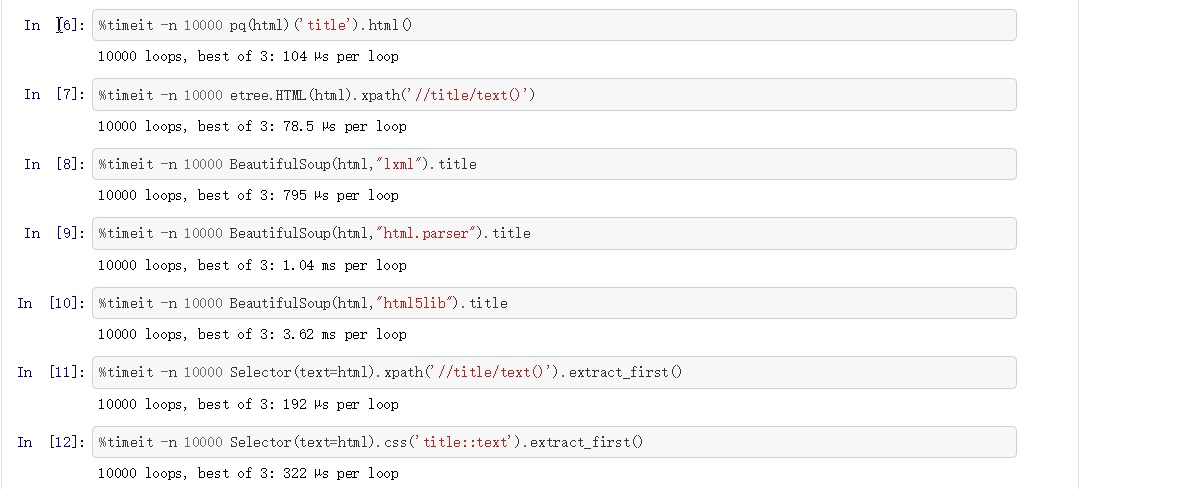 In [6]: %timeit -n 10000 pq(html)('title').html()
10000 loops, best of 3: 104 µs per loop
In [7]: %timeit -n 10000 etree.HTML(html).xpath('//title/text()')
10000 loops, best of 3: 78.5 µs per loop
In [8]: %timeit -n 10000 BeautifulSoup(html,"lxml").title
10000 loops, best of 3: 795 µs per loop
In [9]: %timeit -n 10000 BeautifulSoup(html,"html.parser").title
10000 loops, best of 3: 1.04 ms per loop
In [10]: %timeit -n 10000 BeautifulSoup(html,"html5lib").title
10000 loops, best of 3: 3.62 ms per loop
In [11]: %timeit -n 10000 Selector(text=html).xpath('//title/text()').extract_first()
10000 loops, best of 3: 192 µs per loop
In [12]: %timeit -n 10000 Selector(text=html).css('title::text').extract_first()
10000 loops, best of 3: 322 µs per loop